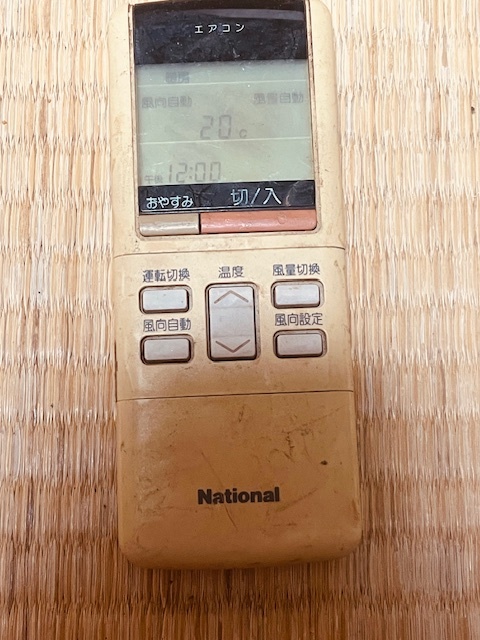 エアコン
暖房
風向自動 風量自動
20℃
午後12:00
おやすみ 切/入
運転切換 温度 風量切換
風向自動 風向設定
National